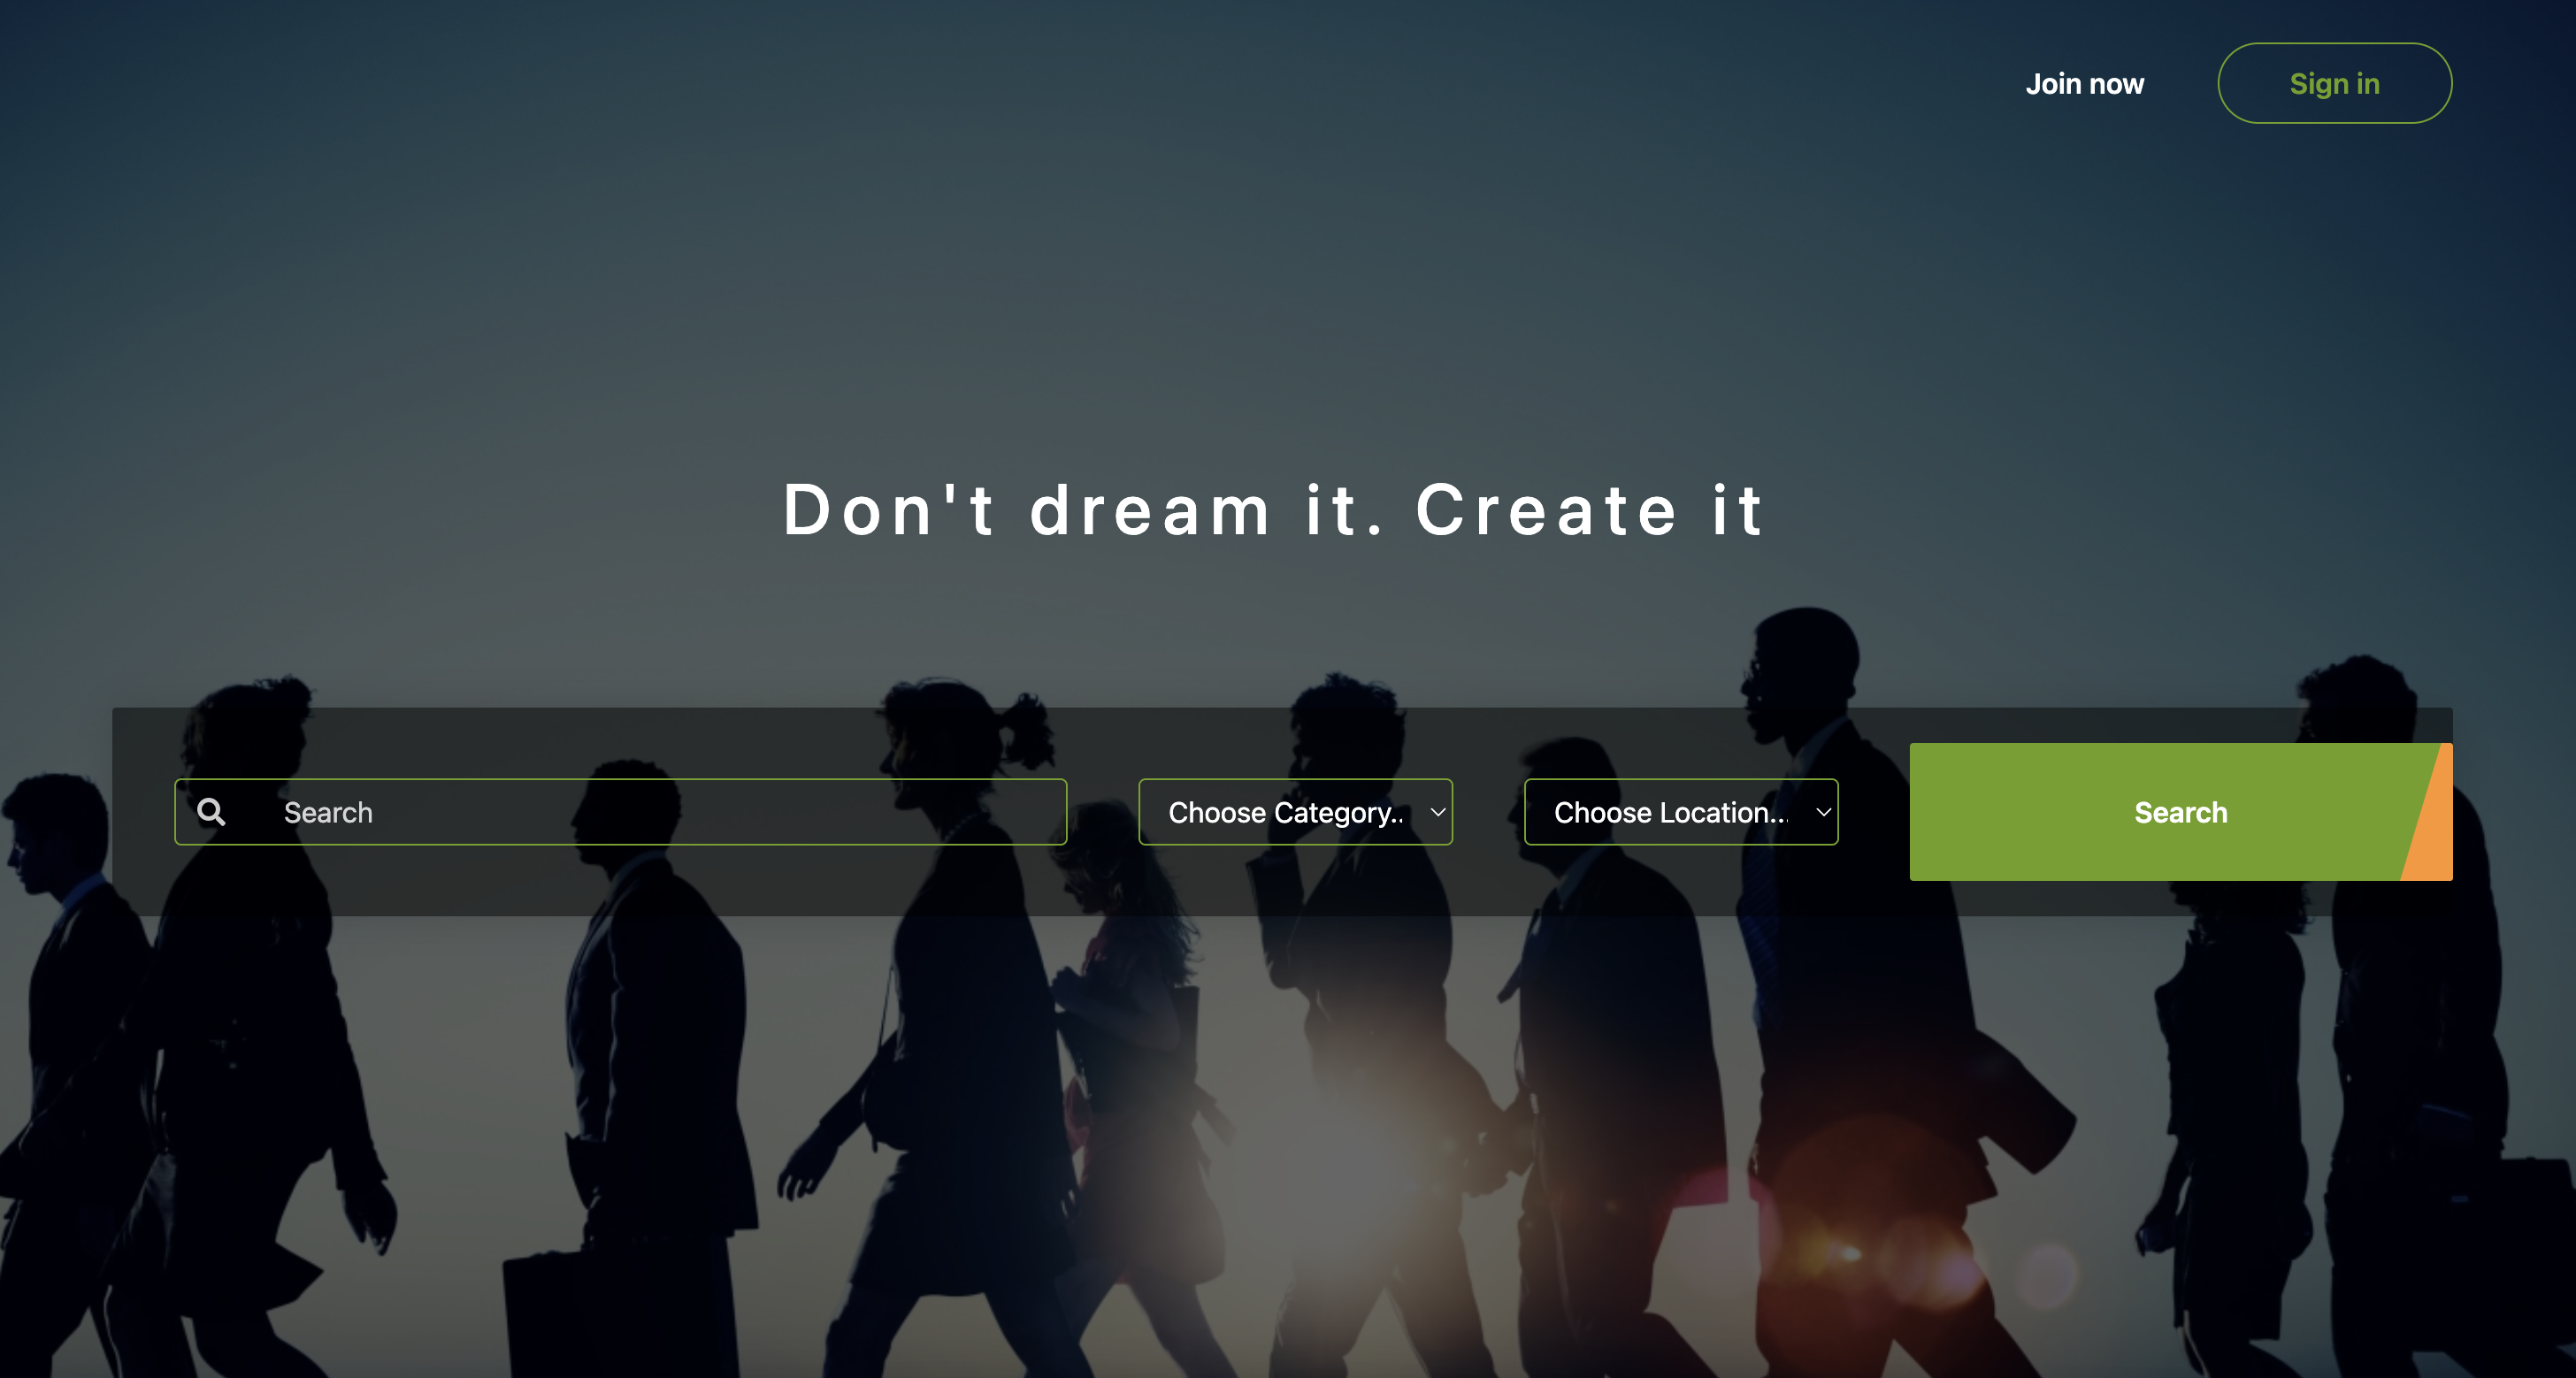 Join now
Sign in
Don't dream it. Create it
Search
Choose Category..
Choose Location...
Search